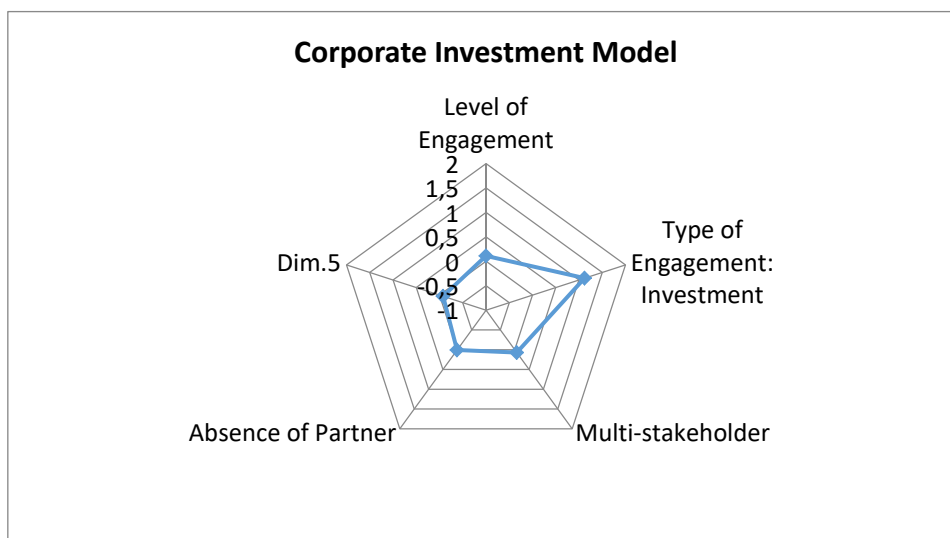 Corporate Investment Model
Level of
Engagement
2
1,5
1
0,5
0
-0,5
-1
Type of
Engagement:
Investment
Multi-stakeholder
Absence of Partner
Dim.5